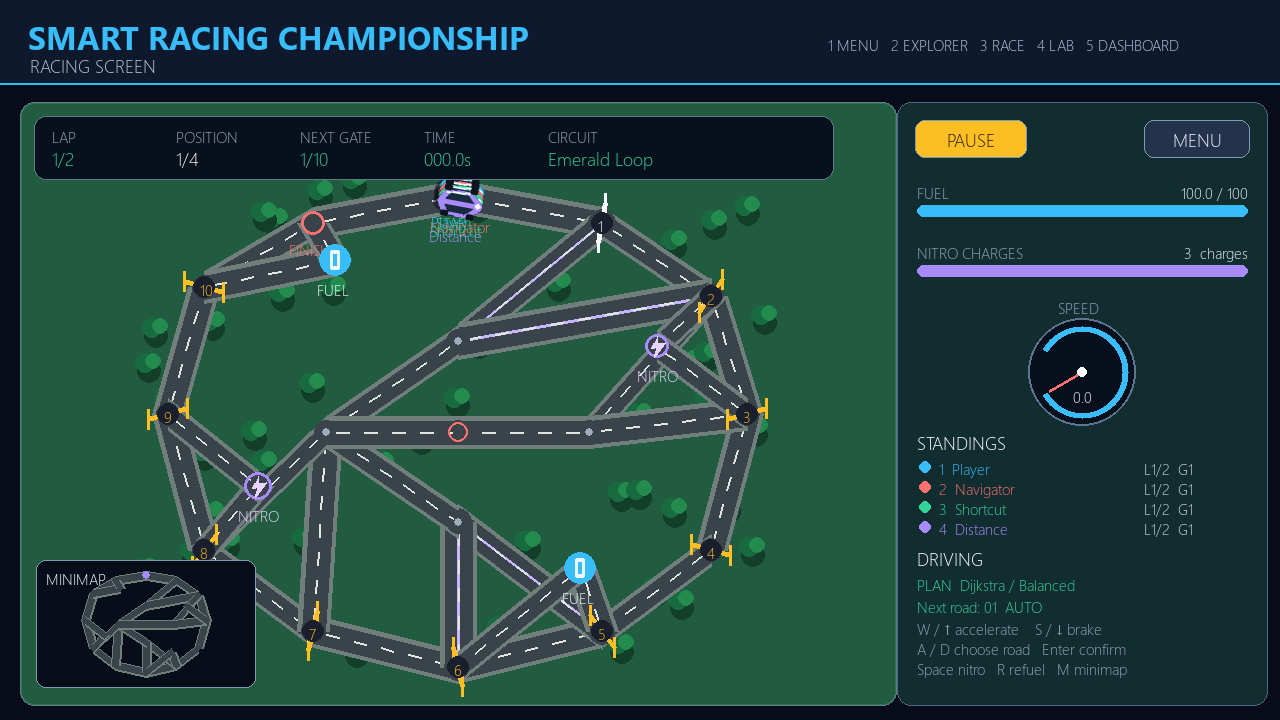 SMART RACING CHAMPIONSHIP
RACING SCREEN
1 MENU 2 EXPLORER 3 RACE 4 LAB 5 DASHBOARD
LAP POSITION NEXT GATE TIME CIRCUIT
1/2 1/4 1/10 000.0s Emerald Loop
PAUSE MENU
FUEL 100.0 / 100
NITRO CHARGES 3 charges
SPEED
0.0
STANDINGS
1 Player L1/2 G1
2 Navigator L1/2 G1
3 Shortcut L1/2 G1
4 Distance L1/2 G1
DRIVING
PLAN Dijkstra / Balanced
Next road: 01 AUTO
W / ↑ accelerate S / ↓ brake
A / D choose road Enter confirm
Space nitro R refuel M minimap
Player
Navigator
Distance
1
FINISH
10
FUEL
2
NITRO
3
9
NITRO
8
4
FUEL
5
7
6
MINIMAP